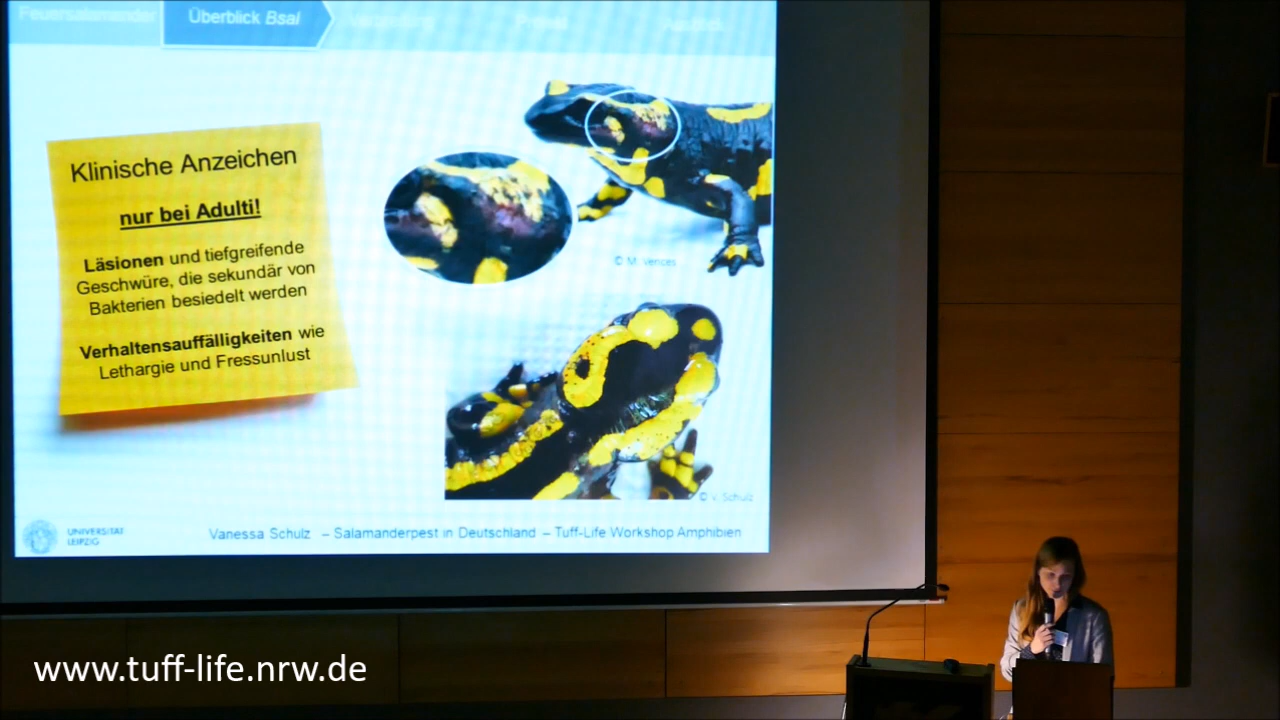 Feuersalamander Überblick Bsal
Klinische Anzeichen
nur bei Adulti!
Läsionen und tiefgreifende
Geschwüre, die sekundär von
Bakterien besiedelt werden
Verhaltensauffälligkeiten wie
Lethargie und Fressunlust
© M. Vences
© V. Schulz
UNIVERSITÄT
LEIPZIG
Vanessa Schulz – Salamanderpest in Deutschland – Tuff-Life Workshop Amphibien
www.tuff-life.nrw.de